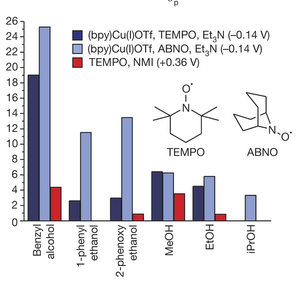 σp
26
24
22
20
18
16
14
12
10
8
6
4
2
0
(bpy)Cu(I)OTf, TEMPO, Et3N (–0.14 V)
(bpy)Cu(I)OTf, ABNO, Et3N (–0.14 V)
TEMPO, NMI (+0.36 V)
O•
N
TEMPO
N
O•
ABNO
Benzyl
alcohol
1-phenyl
ethanol
2-phenoxy
ethanol
MeOH
EtOH
iPrOH